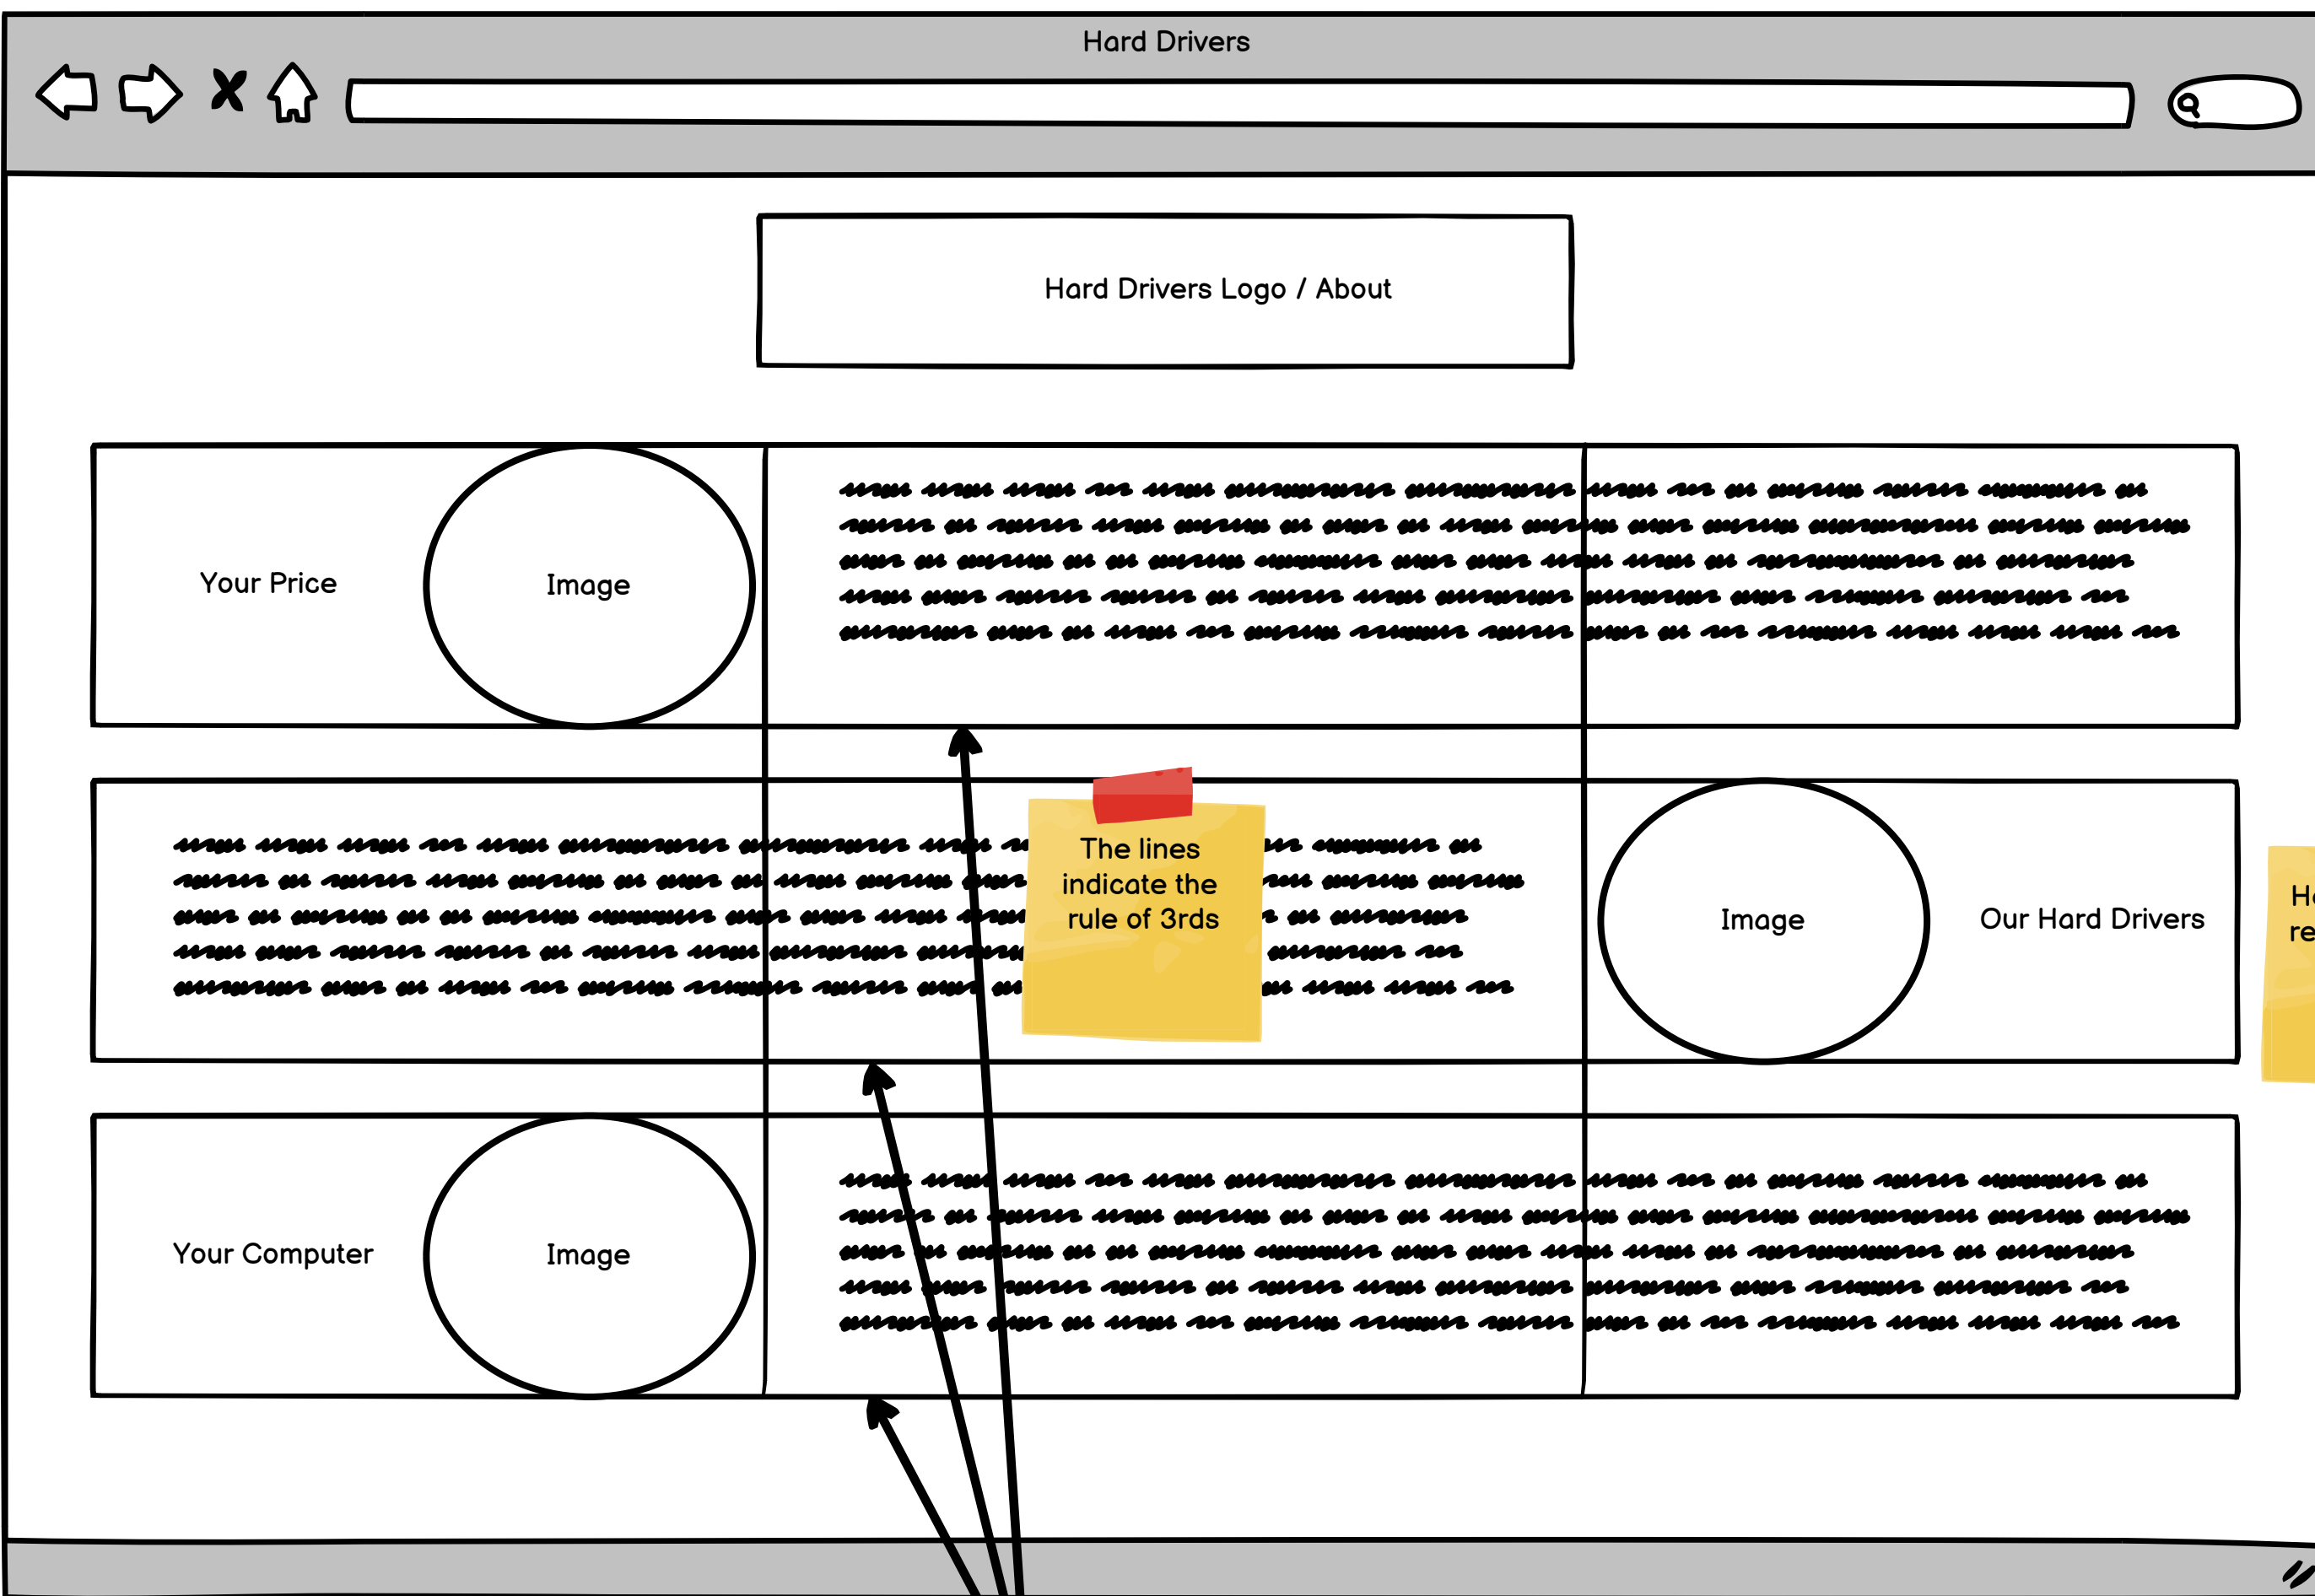 Hard Drivers
Hard Drivers Logo / About
Your Price
Image
The lines
indicate the
rule of 3rds
Image
Our Hard Drivers
Your Computer
Image